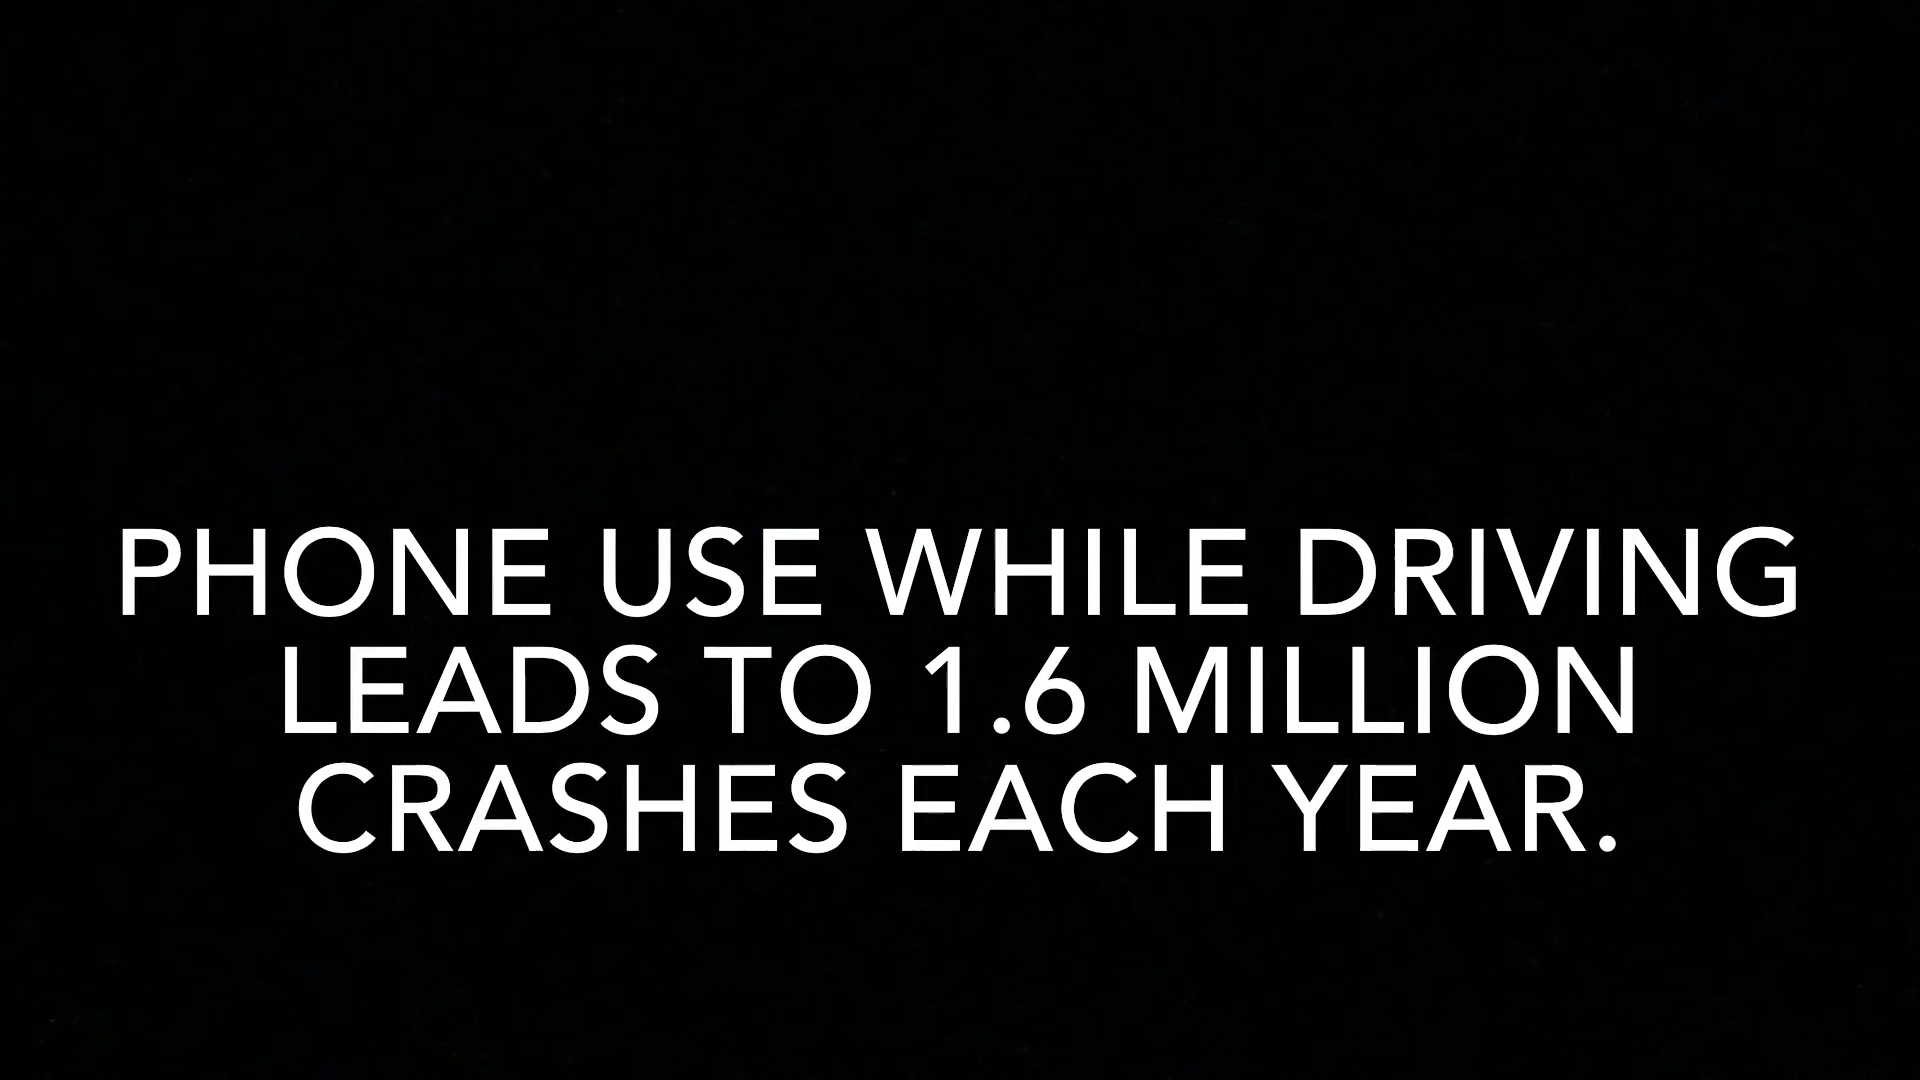 PHONE USE WHILE DRIVING
LEADS TO 1.6 MILLION
CRASHES EACH YEAR.